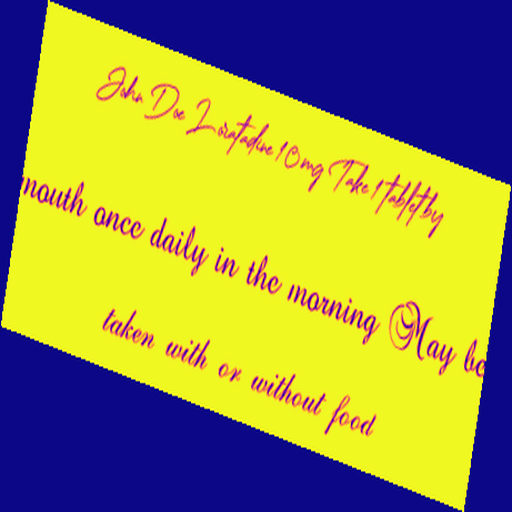 John Doe Loratadine 10mg Take 1 tablet by
mouth once daily in the morning May be
taken with or without food